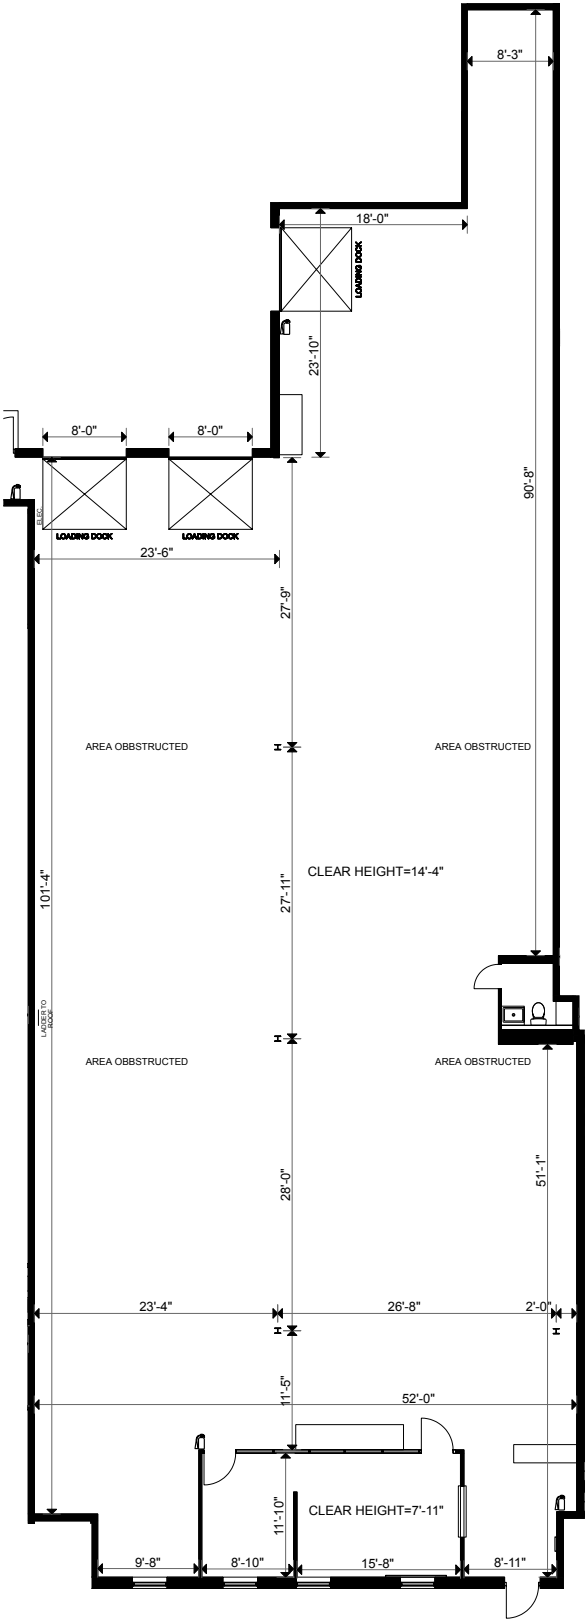 8'-3"
18'-0"
LOADING DOCK
23'-10"
8'-0"
8'-0"
90'-8"
ELEC.
LOADING DOCK
LOADING DOCK
23'-6"
27'-9"
AREA OBBSTRUCTED
H
AREA OBSTRUCTED
CLEAR HEIGHT=14'-4"
101'-4"
27'-11"
LADDER TO
ROOF
H
AREA OBBSTRUCTED
AREA OBSTRUCTED
51'-1"
28'-0"
23'-4"
26'-8"
2'-0"
H
H
11'-5"
52'-0"
11'-10"
CLEAR HEIGHT=7'-11"
9'-8"
8'-10"
15'-8"
8'-11"